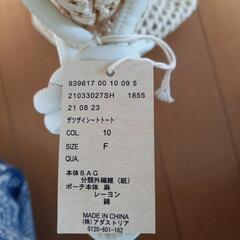 939617 00 10 09 5
21033027SH 1855
21 08 23
ザツザイシートトート
COL. 10
SIZE F
QUA.
本体BAG
分類外繊維（紙）
ポーチ本体 麻
レーヨン
綿
MADE IN CHINA
(株)アダストリア
0120-601-162